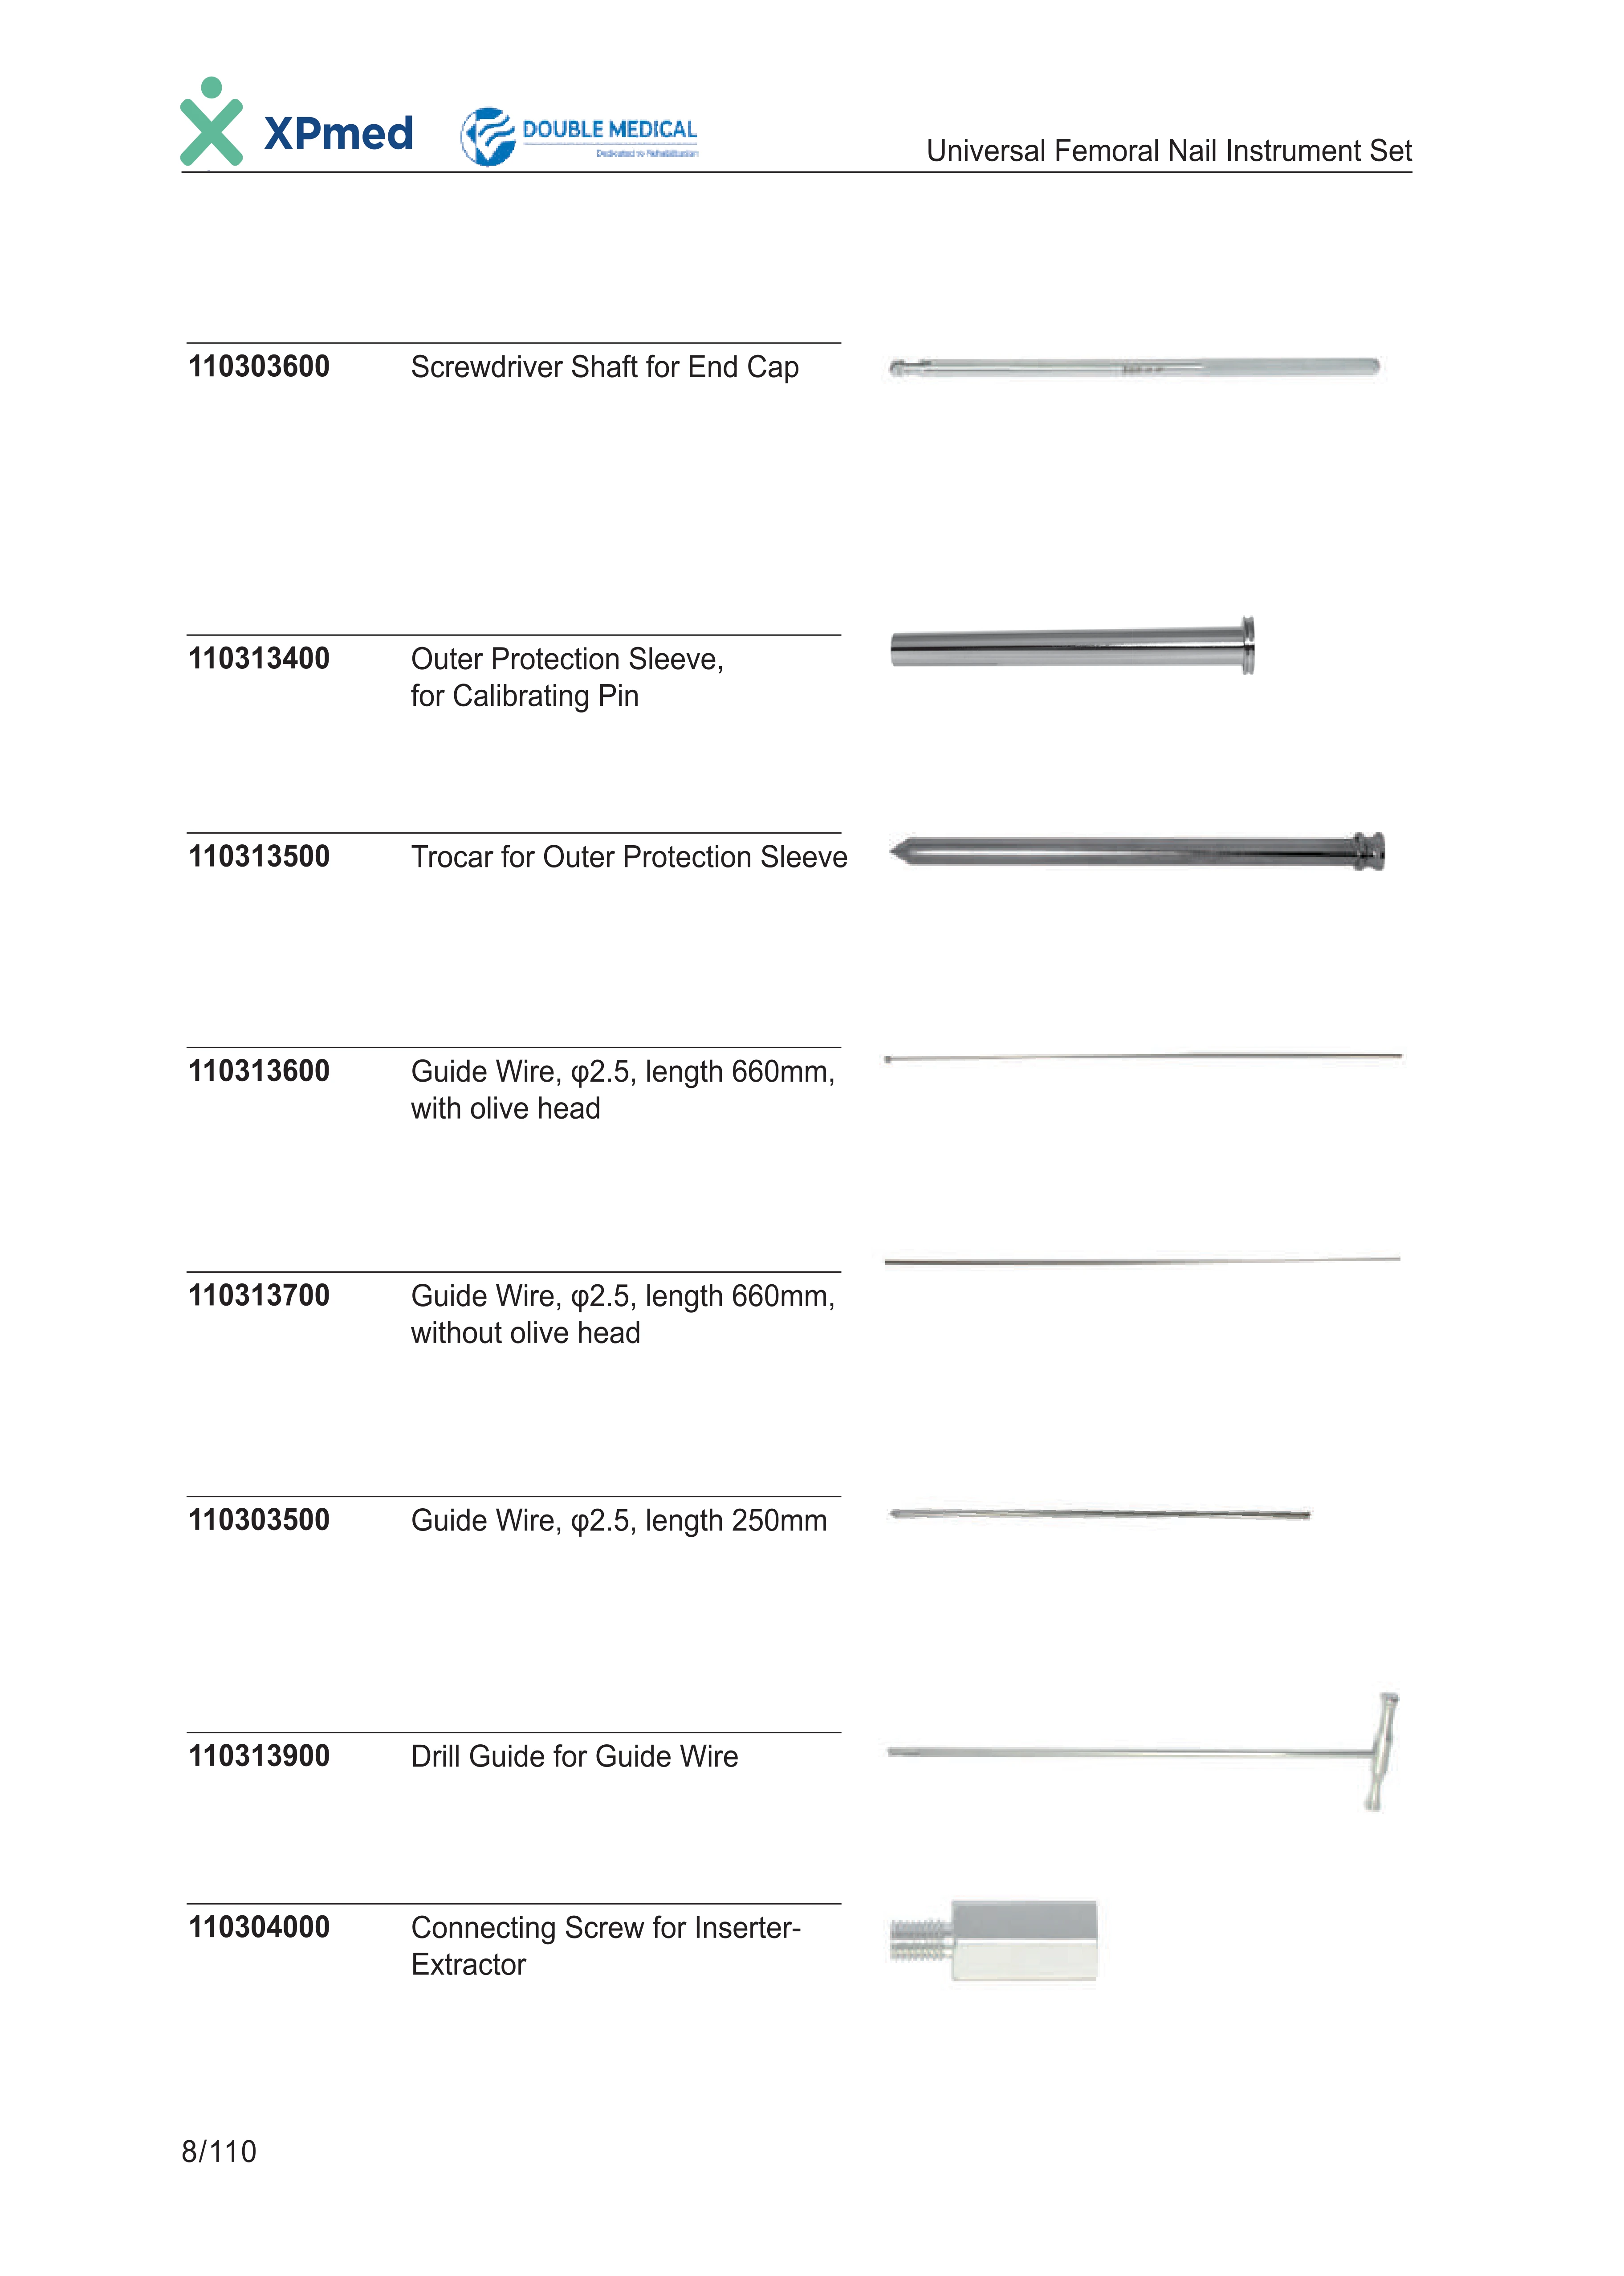 XPmed
DOUBLE MEDICAL
Dedicated to Rehabilitation
Universal Femoral Nail Instrument Set
110303600 Screwdriver Shaft for End Cap
110313400 Outer Protection Sleeve,
for Calibrating Pin
110313500 Trocar for Outer Protection Sleeve
110313600 Guide Wire, φ2.5, length 660mm,
with olive head
110313700 Guide Wire, φ2.5, length 660mm,
without olive head
110303500 Guide Wire, φ2.5, length 250mm
110313900 Drill Guide for Guide Wire
110304000 Connecting Screw for Inserter-
Extractor
8/110